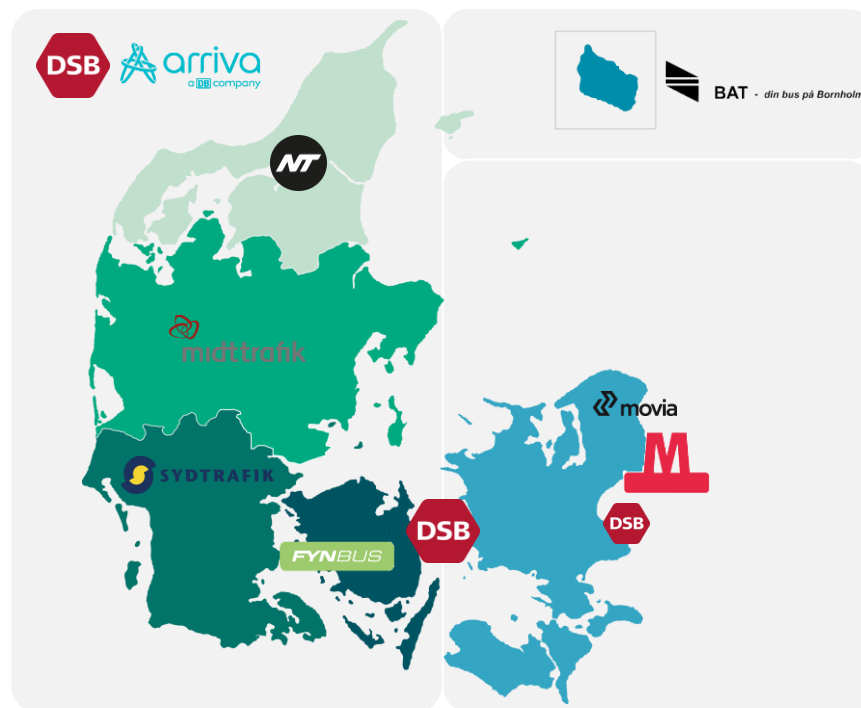 DSB
arriva
a DB company
BAT - din bus på Bornholm
NT
midttrafik
movia
M
SYDTRAFIK
DSB
DSB
FYNBUS